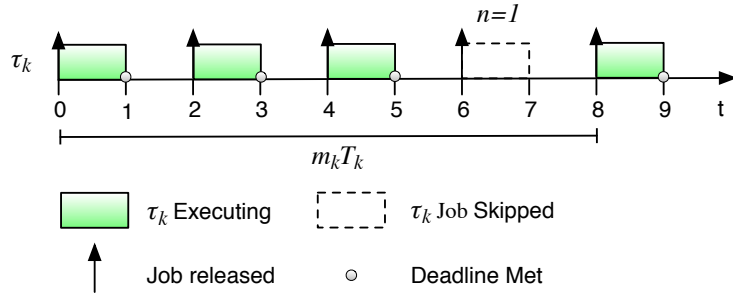 n=1
τk
0 1 2 3 4 5 6 7 8 9 t
mkTk
τk Executing
τk Job Skipped
Job released
Deadline Met